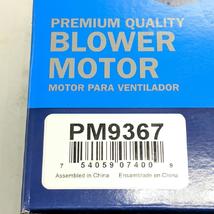 PREMIUM QUALITY
BLOWER
MOTOR
MOTOR PARA VENTILADOR
PM9367
7 54059 07400 9
Assembled in China Ensamblado en China